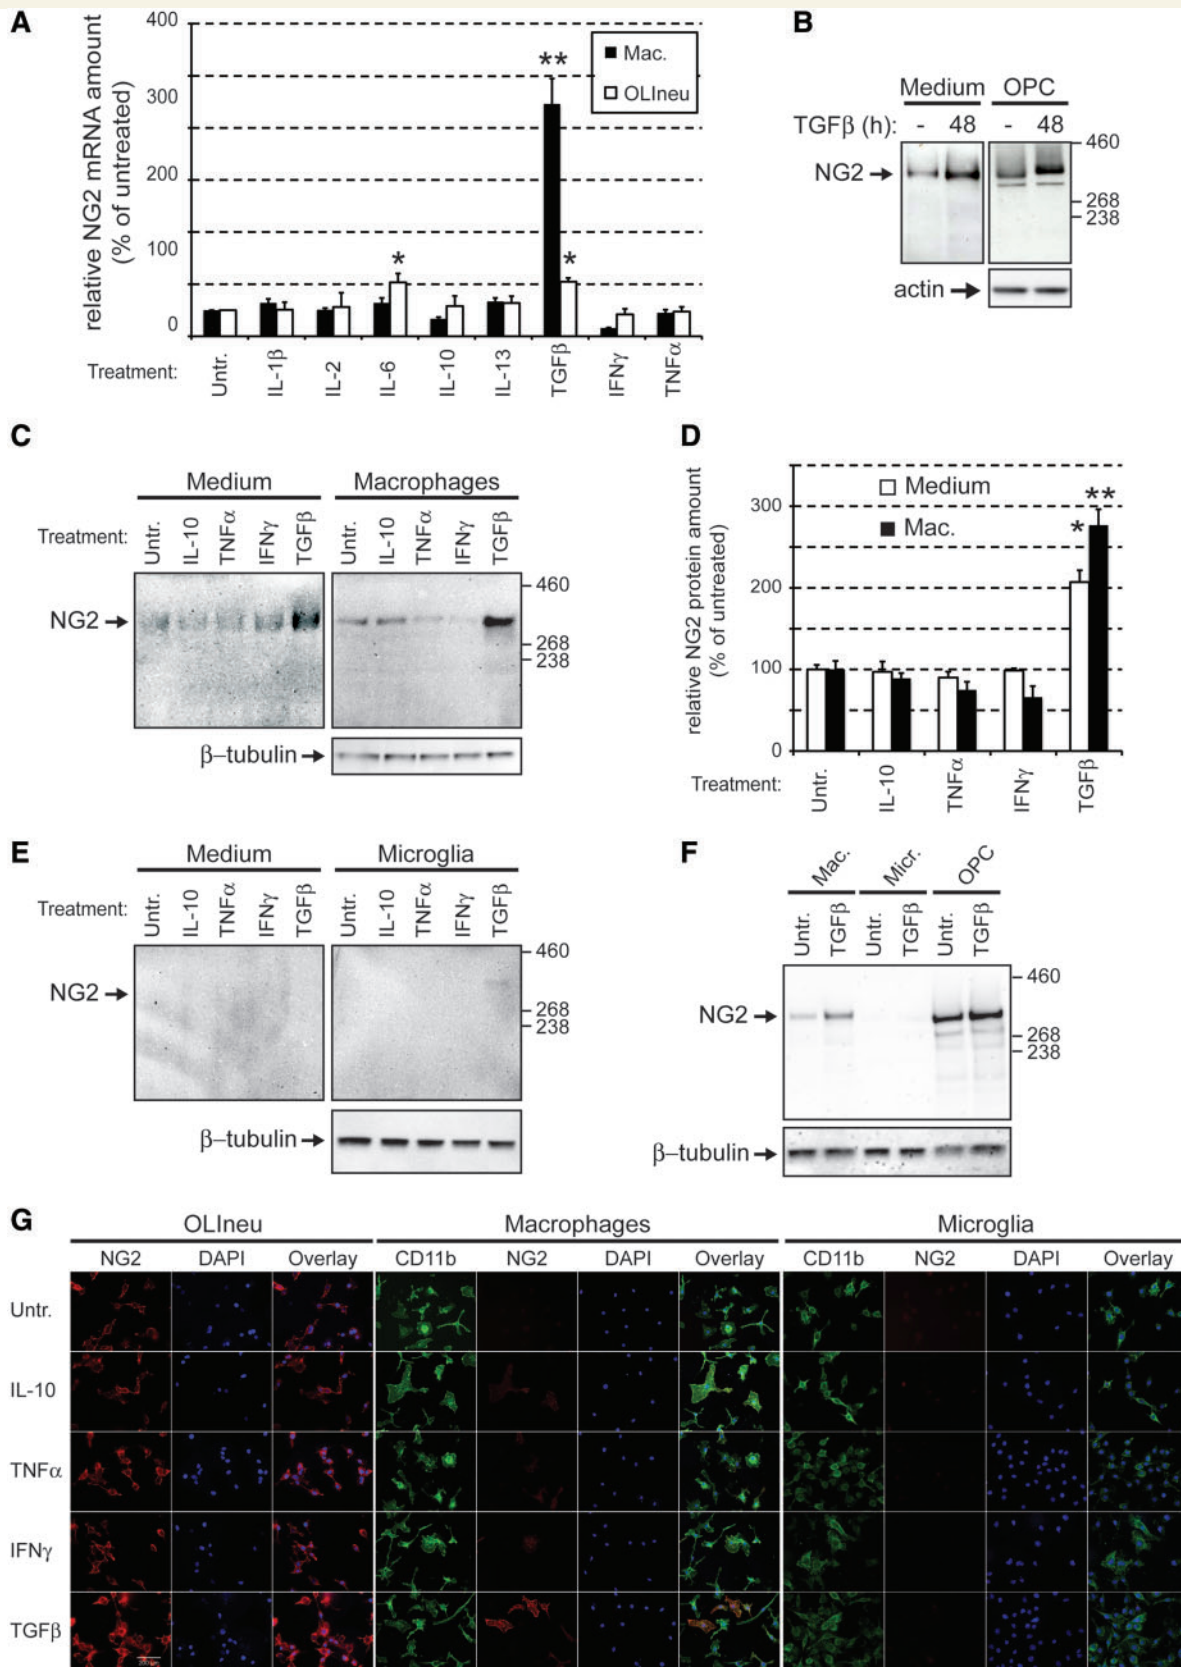 A
relative NG2 mRNA amount
(% of untreated)
400
300
200
100
0
Mac.
OLIneu
**
*
*
Treatment:
Untr.
IL-1β
IL-2
IL-6
IL-10
IL-13
TGFβ
IFNγ
TNFα
B
Medium OPC
TGFβ (h): - 48 - 48
NG2
460
268
238
actin
C
Medium Macrophages
Treatment:
Untr.
IL-10
TNFα
IFNγ
TGFβ
Untr.
IL-10
TNFα
IFNγ
TGFβ
NG2
460
268
238
β–tubulin
D
relative NG2 protein amount
(% of untreated)
300
200
100
0
Medium
Mac.
*
**
Treatment:
Untr.
IL-10
TNFα
IFNγ
TGFβ
E
Medium Microglia
Treatment:
Untr.
IL-10
TNFα
IFNγ
TGFβ
Untr.
IL-10
TNFα
IFNγ
TGFβ
NG2
460
268
238
β–tubulin
F
Mac.
Micr.
OPC
Untr.
TGFβ
Untr.
TGFβ
Untr.
TGFβ
NG2
460
268
238
β–tubulin
G
OLIneu Macrophages Microglia
NG2 DAPI Overlay CD11b NG2 DAPI Overlay CD11b NG2 DAPI Overlay
Untr.
IL-10
TNFα
IFNγ
TGFβ